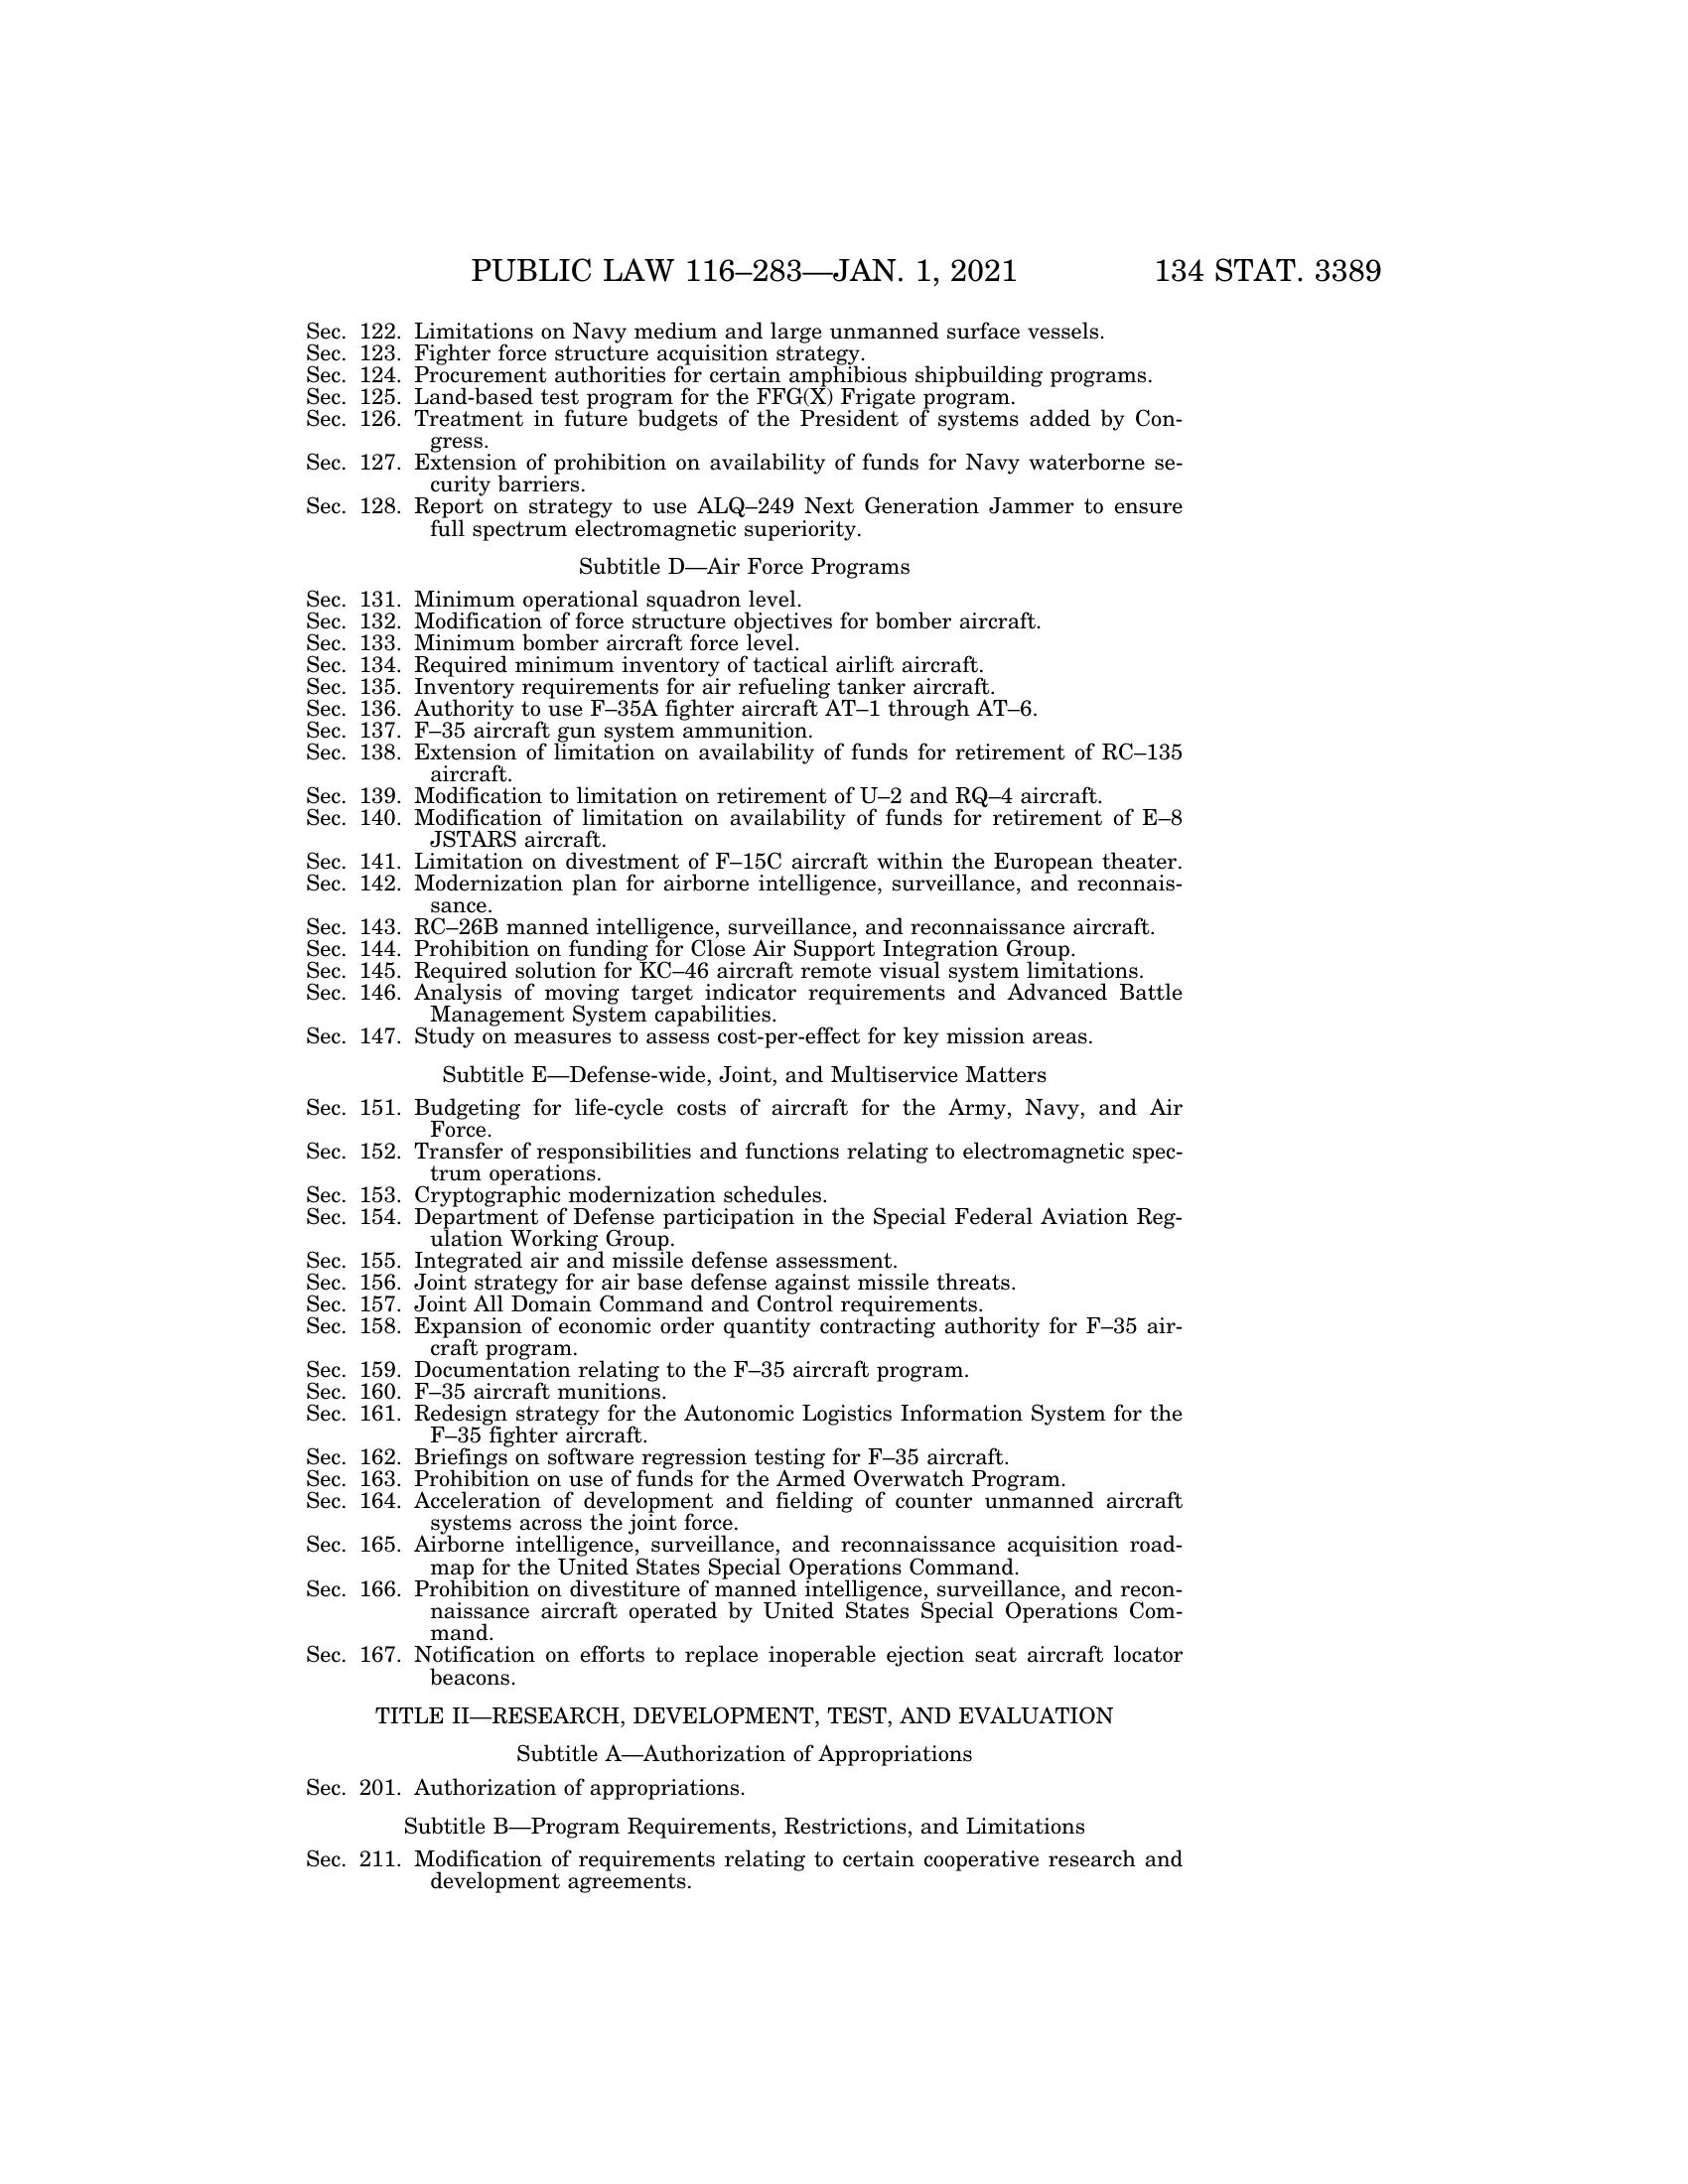 PUBLIC LAW 116–283—JAN. 1, 2021 134 STAT. 3389
Sec. 122. Limitations on Navy medium and large unmanned surface vessels.
Sec. 123. Fighter force structure acquisition strategy.
Sec. 124. Procurement authorities for certain amphibious shipbuilding programs.
Sec. 125. Land-based test program for the FFG(X) Frigate program.
Sec. 126. Treatment in future budgets of the President of systems added by Con-
gress.
Sec. 127. Extension of prohibition on availability of funds for Navy waterborne se-
curity barriers.
Sec. 128. Report on strategy to use ALQ–249 Next Generation Jammer to ensure
full spectrum electromagnetic superiority.
Subtitle D—Air Force Programs
Sec. 131. Minimum operational squadron level.
Sec. 132. Modification of force structure objectives for bomber aircraft.
Sec. 133. Minimum bomber aircraft force level.
Sec. 134. Required minimum inventory of tactical airlift aircraft.
Sec. 135. Inventory requirements for air refueling tanker aircraft.
Sec. 136. Authority to use F–35A fighter aircraft AT–1 through AT–6.
Sec. 137. F–35 aircraft gun system ammunition.
Sec. 138. Extension of limitation on availability of funds for retirement of RC–135
aircraft.
Sec. 139. Modification to limitation on retirement of U–2 and RQ–4 aircraft.
Sec. 140. Modification of limitation on availability of funds for retirement of E–8
JSTARS aircraft.
Sec. 141. Limitation on divestment of F–15C aircraft within the European theater.
Sec. 142. Modernization plan for airborne intelligence, surveillance, and reconnais-
sance.
Sec. 143. RC–26B manned intelligence, surveillance, and reconnaissance aircraft.
Sec. 144. Prohibition on funding for Close Air Support Integration Group.
Sec. 145. Required solution for KC–46 aircraft remote visual system limitations.
Sec. 146. Analysis of moving target indicator requirements and Advanced Battle
Management System capabilities.
Sec. 147. Study on measures to assess cost-per-effect for key mission areas.
Subtitle E—Defense-wide, Joint, and Multiservice Matters
Sec. 151. Budgeting for life-cycle costs of aircraft for the Army, Navy, and Air
Force.
Sec. 152. Transfer of responsibilities and functions relating to electromagnetic spec-
trum operations.
Sec. 153. Cryptographic modernization schedules.
Sec. 154. Department of Defense participation in the Special Federal Aviation Reg-
ulation Working Group.
Sec. 155. Integrated air and missile defense assessment.
Sec. 156. Joint strategy for air base defense against missile threats.
Sec. 157. Joint All Domain Command and Control requirements.
Sec. 158. Expansion of economic order quantity contracting authority for F–35 air-
craft program.
Sec. 159. Documentation relating to the F–35 aircraft program.
Sec. 160. F–35 aircraft munitions.
Sec. 161. Redesign strategy for the Autonomic Logistics Information System for the
F–35 fighter aircraft.
Sec. 162. Briefings on software regression testing for F–35 aircraft.
Sec. 163. Prohibition on use of funds for the Armed Overwatch Program.
Sec. 164. Acceleration of development and fielding of counter unmanned aircraft
systems across the joint force.
Sec. 165. Airborne intelligence, surveillance, and reconnaissance acquisition road-
map for the United States Special Operations Command.
Sec. 166. Prohibition on divestiture of manned intelligence, surveillance, and recon-
naissance aircraft operated by United States Special Operations Com-
mand.
Sec. 167. Notification on efforts to replace inoperable ejection seat aircraft locator
beacons.
TITLE II—RESEARCH, DEVELOPMENT, TEST, AND EVALUATION
Subtitle A—Authorization of Appropriations
Sec. 201. Authorization of appropriations.
Subtitle B—Program Requirements, Restrictions, and Limitations
Sec. 211. Modification of requirements relating to certain cooperative research and
development agreements.